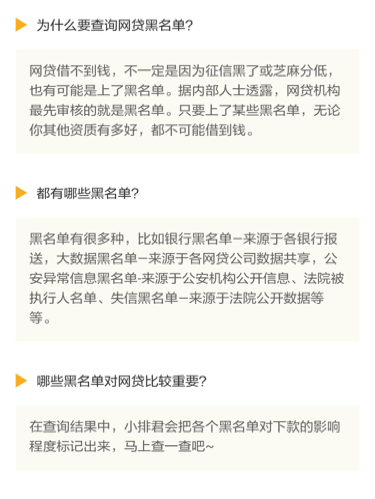 为什么要查询网贷黑名单?
网贷借不到钱，不一定是因为征信黑了或芝麻分低，
也有可能是上了黑名单。据内部人士透露，网贷机构
最先审核的就是黑名单。只要上了某些黑名单，无论
你其他资质有多好，都不可能借到钱。
都有哪些黑名单?
黑名单有很多种，比如银行黑名单—来源于各银行报
送，大数据黑名单—来源于各网贷公司数据共享，公
安异常信息黑名单-来源于公安机构公开信息、法院被
执行人名单、失信黑名单—来源于法院公开数据等
等。
哪些黑名单对网贷比较重要?
在查询结果中，小排君会把各个黑名单对下款的影响
程度标记出来，马上查一查吧~